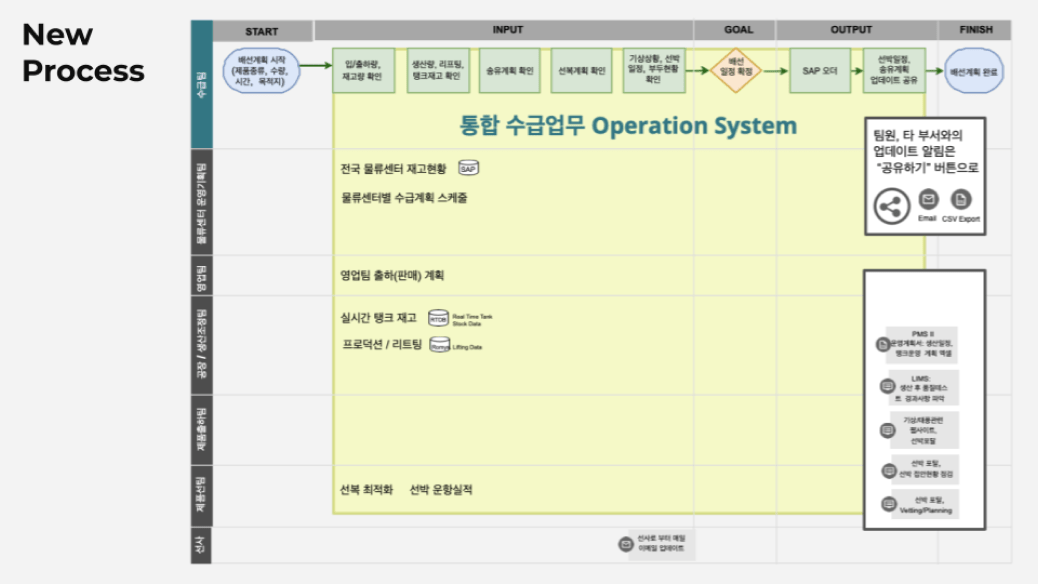 New
Process
START
INPUT
GOAL
OUTPUT
FINISH
수급팀
배선계획 시작
(제품종류, 수량,
시간, 목적지)
입/출하량,
재고량 확인
생산량, 리프팅,
탱크재고 확인
송유계획 확인
선복계획 확인
기상상황, 선박
일정, 부두현황
확인
배선
일정 확정
SAP 오더
선박일정,
송유계획
업데이트 공유
배선계획 완료
통합 수급업무 Operation System
팀원, 타 부서와의
업데이트 알림은
"공유하기" 버튼으로
Email
CSV Export
물류센터 운영기획팀
전국 물류센터 재고현황
SAP
물류센터별 수급계획 스케줄
영업팀
영업팀 출하(판매) 계획
공장 / 생산조정팀
실시간 탱크 재고
RTDB
Real Time Tank
Stock Data
프로덕션 / 리트팅
Lifting Data
PMS II
운영계획서: 생산일정,
탱크운영 계획 엑셀
LIMS:
생산 후 품질테스
트 결과사항 파악
제품출하팀
기상/태풍관련
웹사이트,
선박포탈
제품선팀
선복 최적화
선박 운항실적
선박 포탈,
선박 접안현황 점검
선박 포탈,
Vetting/Planning
선사
선사로 부터 매일
이메일 업데이트